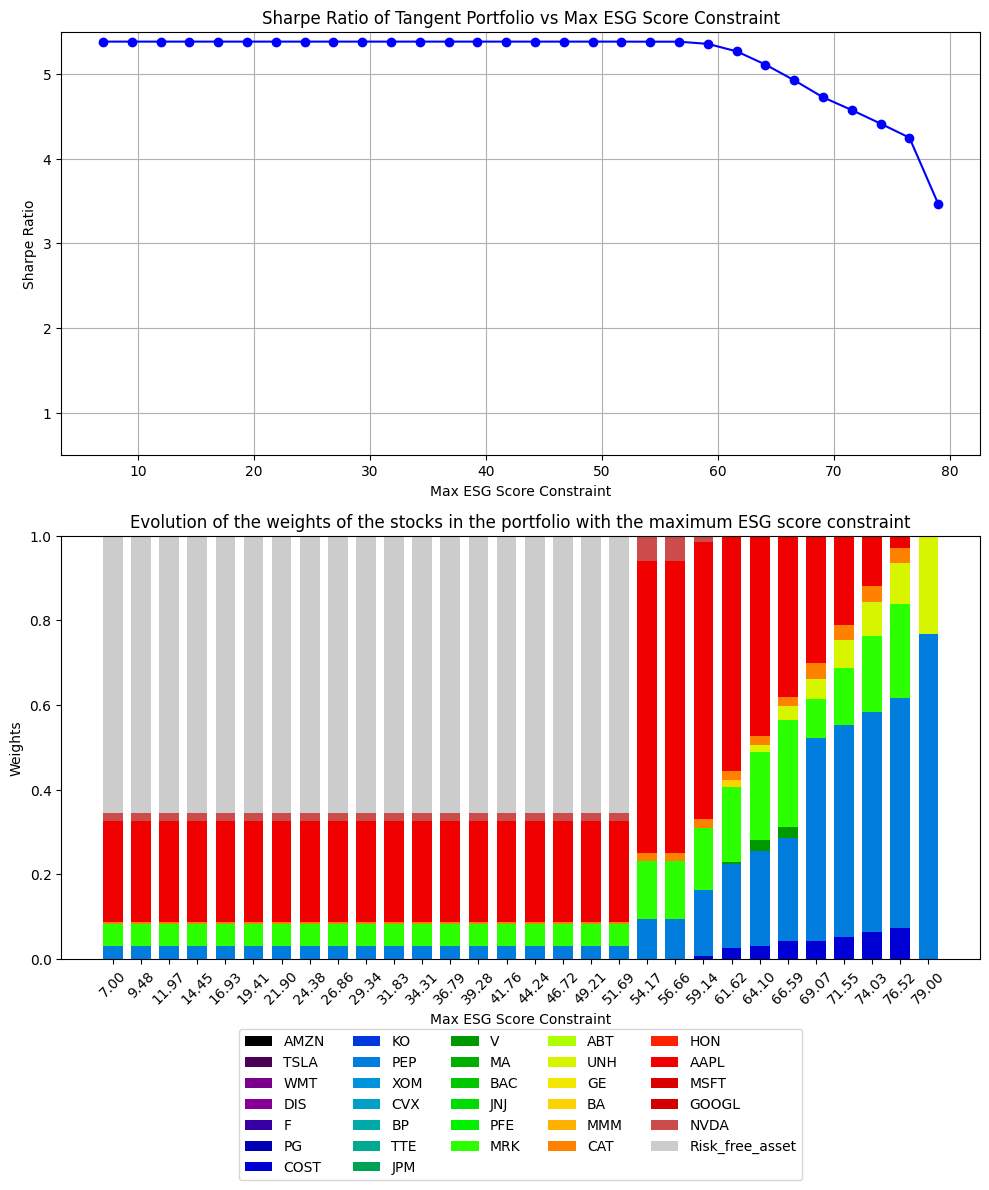 Sharpe Ratio of Tangent Portfolio vs Max ESG Score Constraint
5
4
3
2
1
Sharpe Ratio
10 20 30 40 50 60 70 80
Max ESG Score Constraint
Evolution of the weights of the stocks in the portfolio with the maximum ESG score constraint
1.0
0.8
0.6
0.4
0.2
0.0
Weights
7.00 9.48 11.97 14.45 16.93 19.41 21.90 24.38 26.86 29.34 31.83 34.31 36.79 39.28 41.76 44.24 46.72 49.21 51.69 54.17 56.66 59.14 61.62 64.10 66.59 69.07 71.55 74.03 76.52 79.00
Max ESG Score Constraint
AMZN KO V ABT HON
TSLA PEP MA UNH AAPL
WMT XOM BAC GE MSFT
DIS CVX JNJ BA GOOGL
F BP PFE MMM NVDA
PG TTE MRK CAT Risk_free_asset
COST JPM